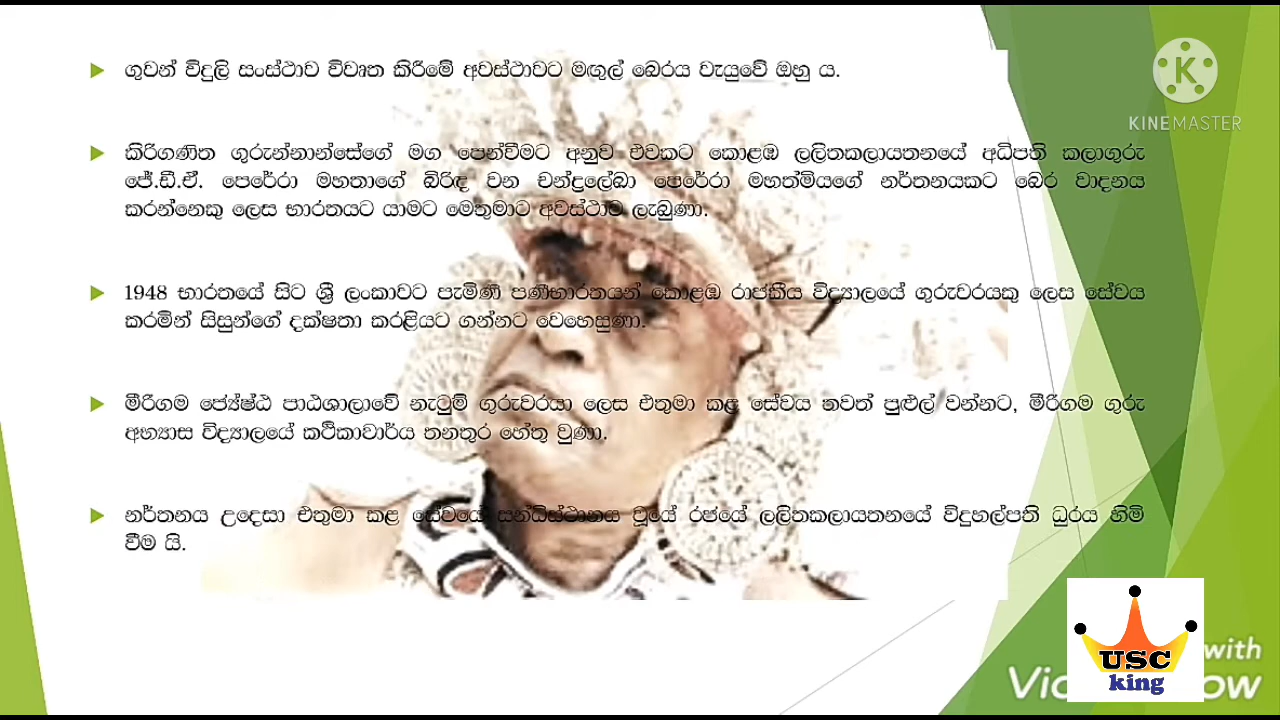 ගුවන් විදුලි සංස්ථාව විවෘත කිරීමේ අවස්ථාවට මඟුල් බෙරය වැයුවේ ඔහු ය.
කිරිගණිත ගුරුන්නාන්සේගේ මග පෙන්වීමට අනුව එවකට කොළඹ ලලිතකලායතනයේ අධිපති කලාගුරු
ජේ.ඩී.ඒ. පෙරේරා මහතාගේ බිරිඳ වන චන්ද්‍රලේඛා පෙරේරා මහත්මියගේ නර්තනයකට බෙර වාදනය
කරන්නෙකු ලෙස භාරතයට යාමට මෙතුමාට අවස්ථාව ලැබුණා.
1948 භාරතයේ සිට ශ්‍රී ලංකාවට පැමිණි පණීභාරතයන් කොළඹ රාජකීය විද්‍යාලයේ ගුරුවරයකු ලෙස සේවය
කරමින් සිසුන්ගේ දක්ෂතා කරළියට ගන්නට වෙහෙසුණා.
මීරිගම ජ්‍යේෂ්ඨ පාඨශාලාවේ නැටුම් ගුරුවරයා ලෙස එතුමා කළ සේවය තවත් පුළුල් වන්නට, මීරිගම ගුරු
අභ්‍යාස විද්‍යාලයේ කථිකාචාර්ය තනතුර හේතු වුණා.
නර්තනය උදෙසා එතුමා කළ සේවයේ සන්ධිස්ථානය වූයේ රජයේ ලලිතකලායතනයේ විදුහල්පති ධුරය හිමි
වීම යි.
KINEMASTER
USC
king
with